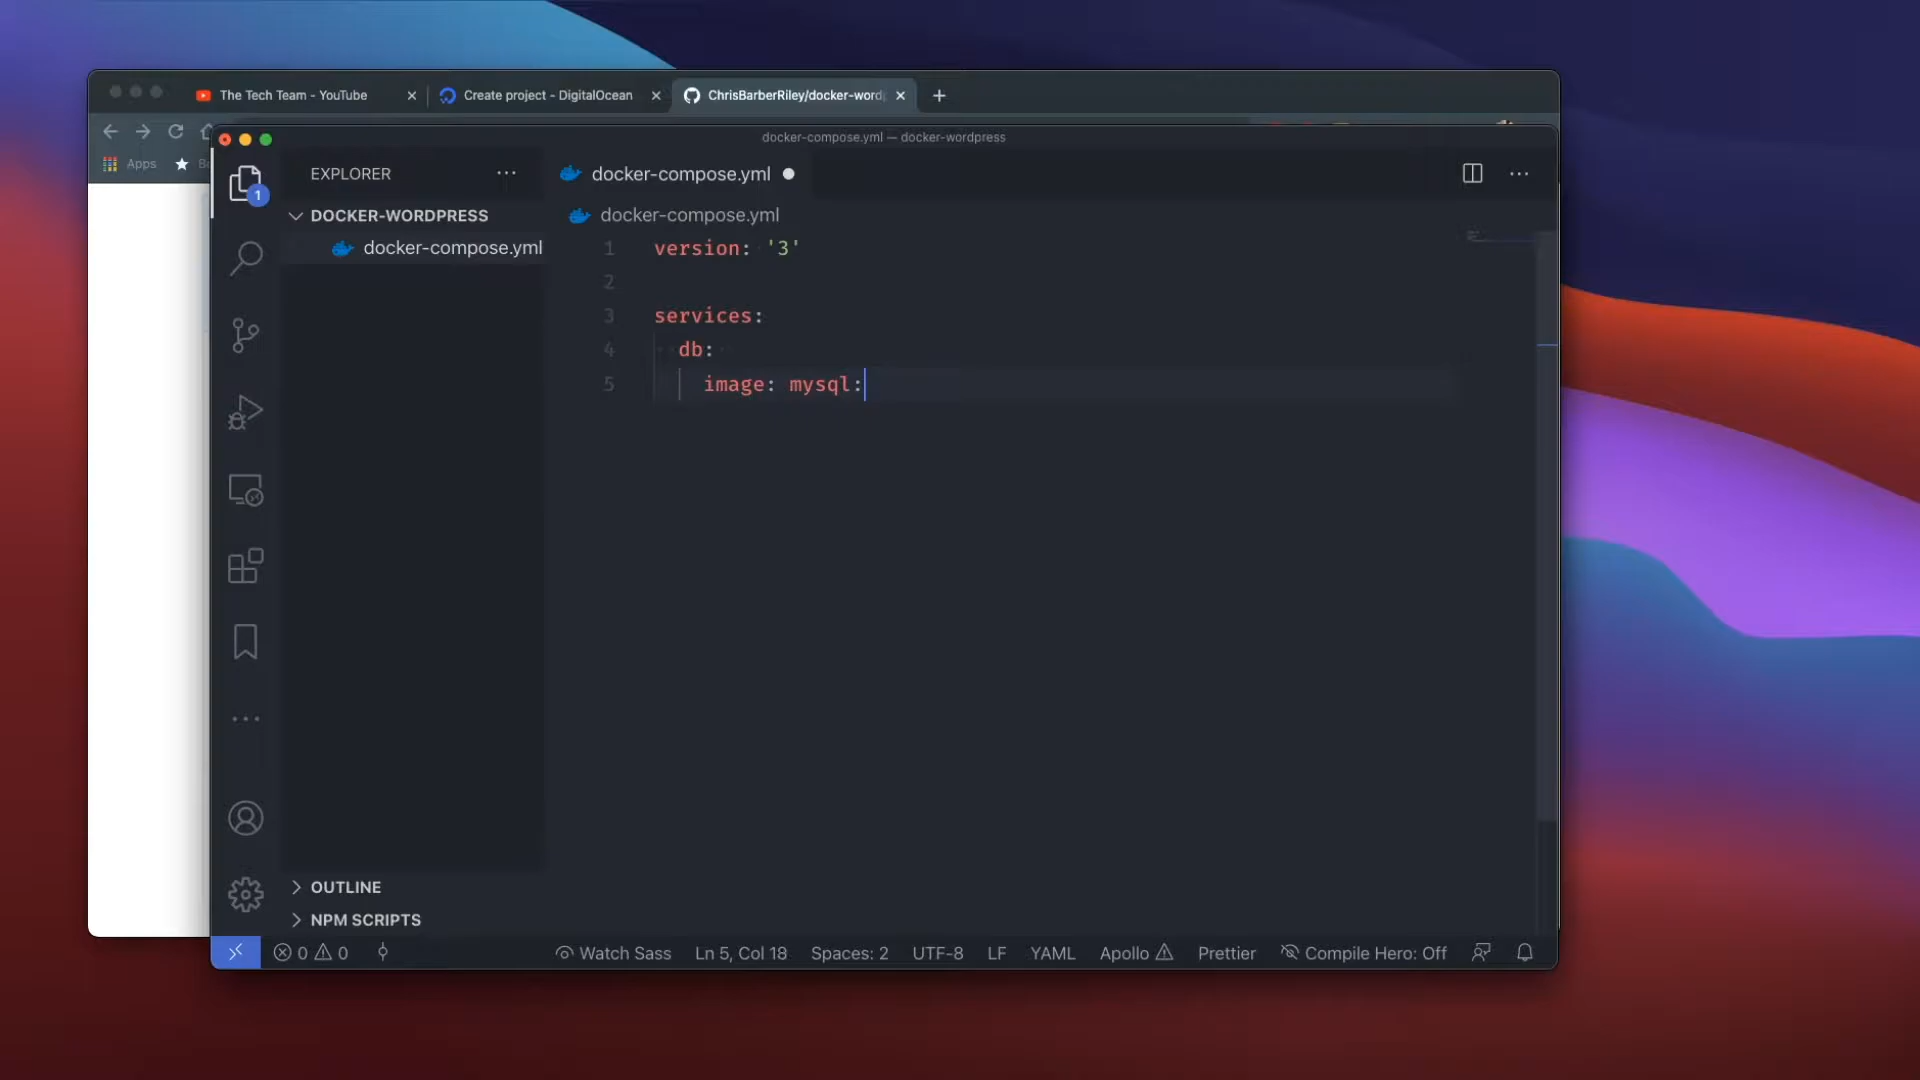 The Tech Team - YouTube
Create project - DigitalOcean
ChrisBarberRiley/docker-word
Apps
docker-compose.yml — docker-wordpress
1
EXPLORER
docker-compose.yml
DOCKER-WORDPRESS
docker-compose.yml
docker-compose.yml
1 version: '3'
2
3 services:
4 db:
5 image: mysql:
OUTLINE
NPM SCRIPTS
0 0
Watch Sass
Ln 5, Col 18
Spaces: 2
UTF-8
LF
YAML
Apollo
Prettier
Compile Hero: Off